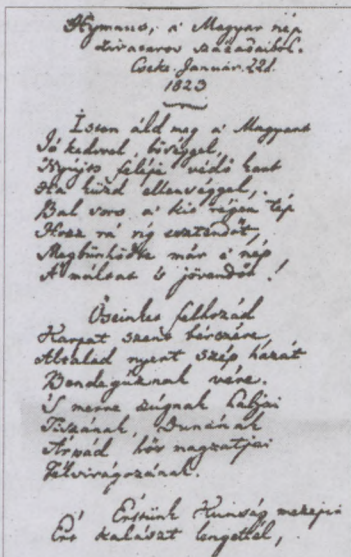 Hymnus, a' Magyar nép
zivataros századaiból.
Cseke. Január. 22d.
1823
Isten áld meg a' Magyart
Jó kedvvel, bőséggel,
Nyújts feléje védő kart
Ha küzd ellenséggel,
Bal sors a' kit régen tép
Hozz rá víg esztendőt,
Megbűnhődte már e' nép
A' múltat 's jövendőt!
Őseinket felhozád
Kárpát szent bérczére,
Általad nyert szép hazát
Bendegúznak vére.
'S merre zúgnak habjai
Tiszának, Dunának
Árpád hős magzatjai
Felvirágozának.
Értünk Kunság mezején
Ért kalászt lengettél,